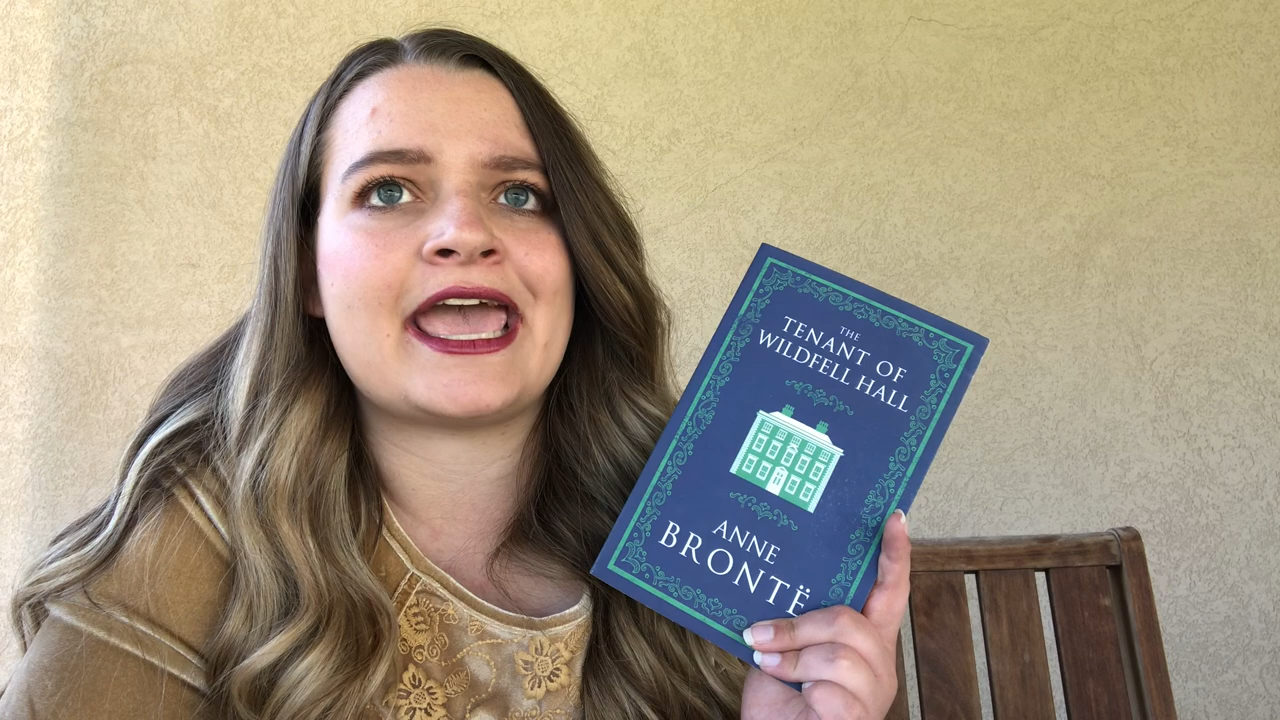 THE
TENANT OF
WILDFELL HALL
ANNE
BRONTË